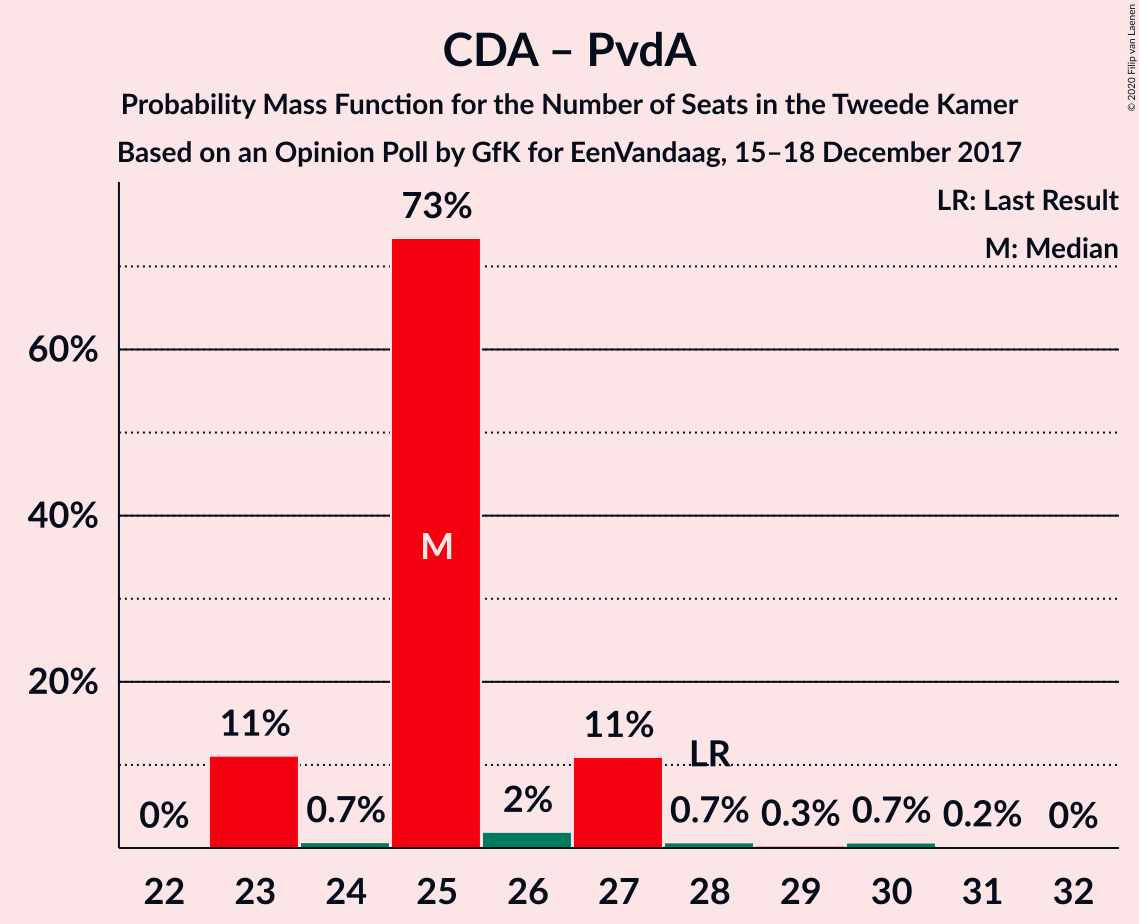 CDA – PvdA
Probability Mass Function for the Number of Seats in the Tweede Kamer
Based on an Opinion Poll by GfK for EenVandaag, 15–18 December 2017
© 2020 Filip van Laenen
LR: Last Result
M: Median
73%
60%
40%
M
20%
11%
11%
LR
0%
0.7%
2%
0.7%
0.3%
0.7%
0.2%
0%
22 23 24 25 26 27 28 29 30 31 32